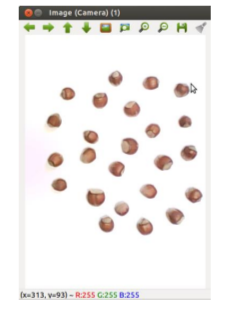 Image (Camera) (1)
(x=313, y=93) ~ R:255 G:255 B:255